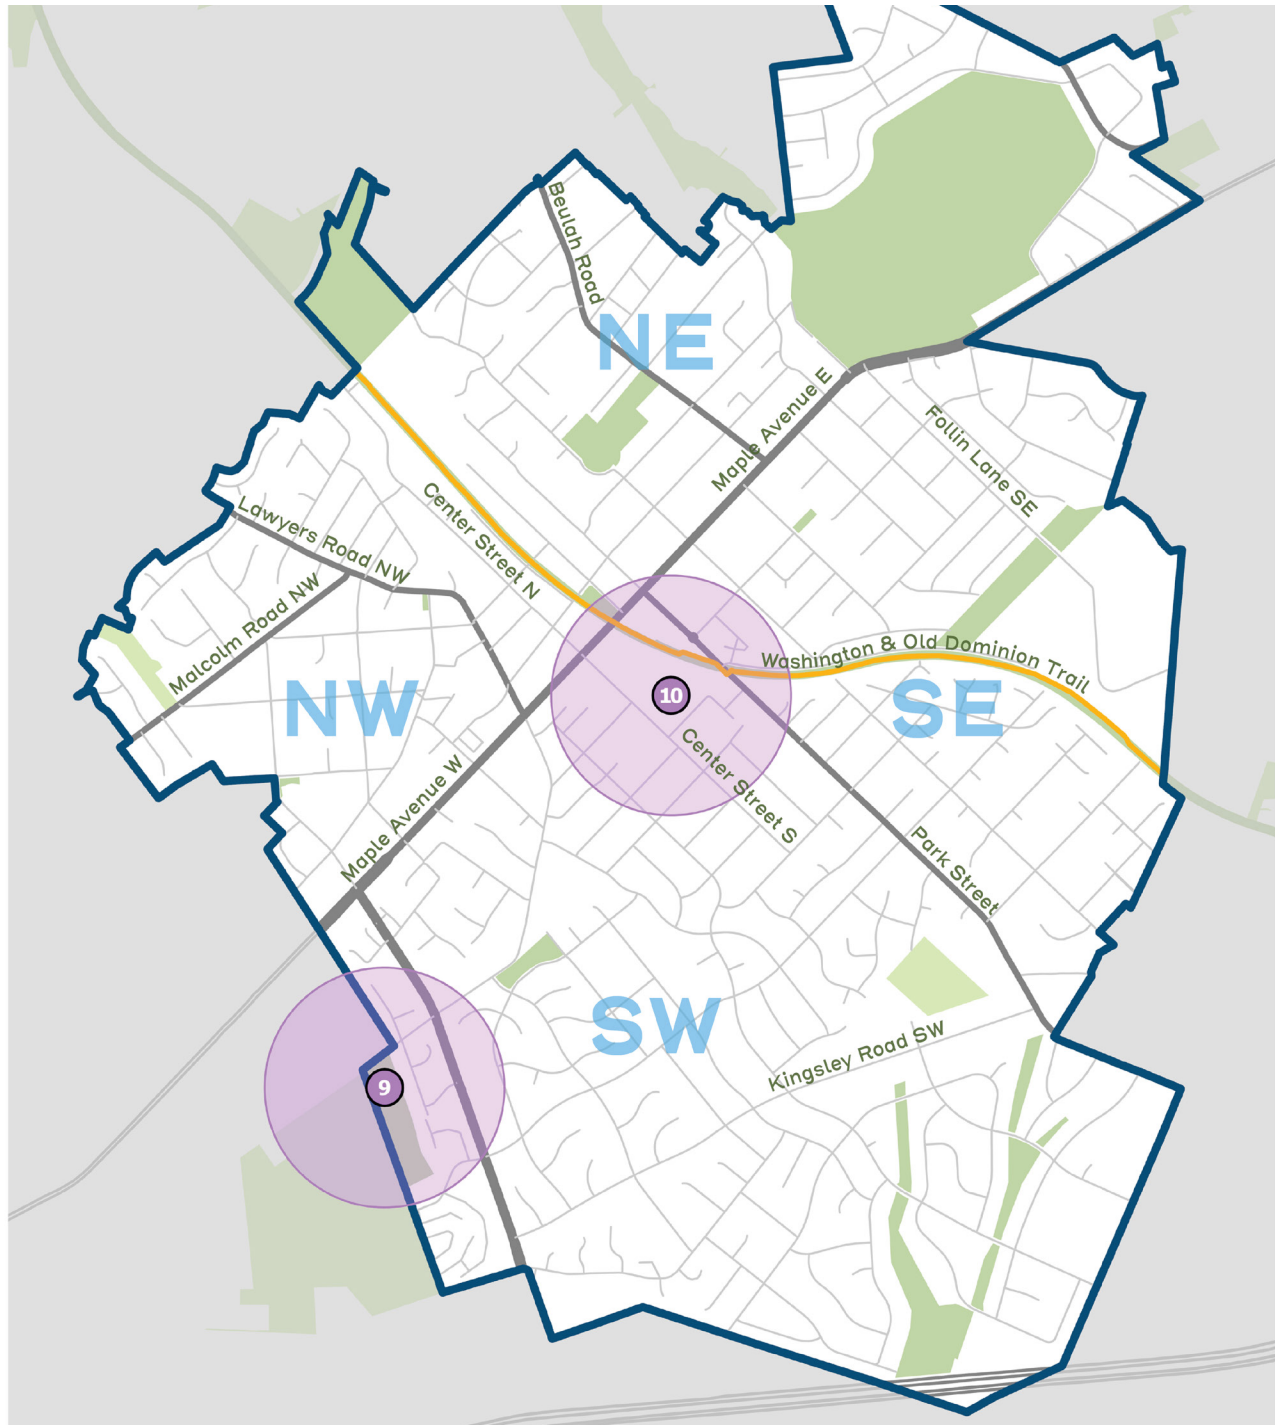 Beulah Road
NE
Maple Avenue E
Follin Lane SE
Center Street N
Lawyers Road NW
Malcolm Road NW
Washington & Old Dominion Trail
NW
10
SE
Center Street S
Maple Avenue W
Park Street
SW
Kingsley Road SW
9